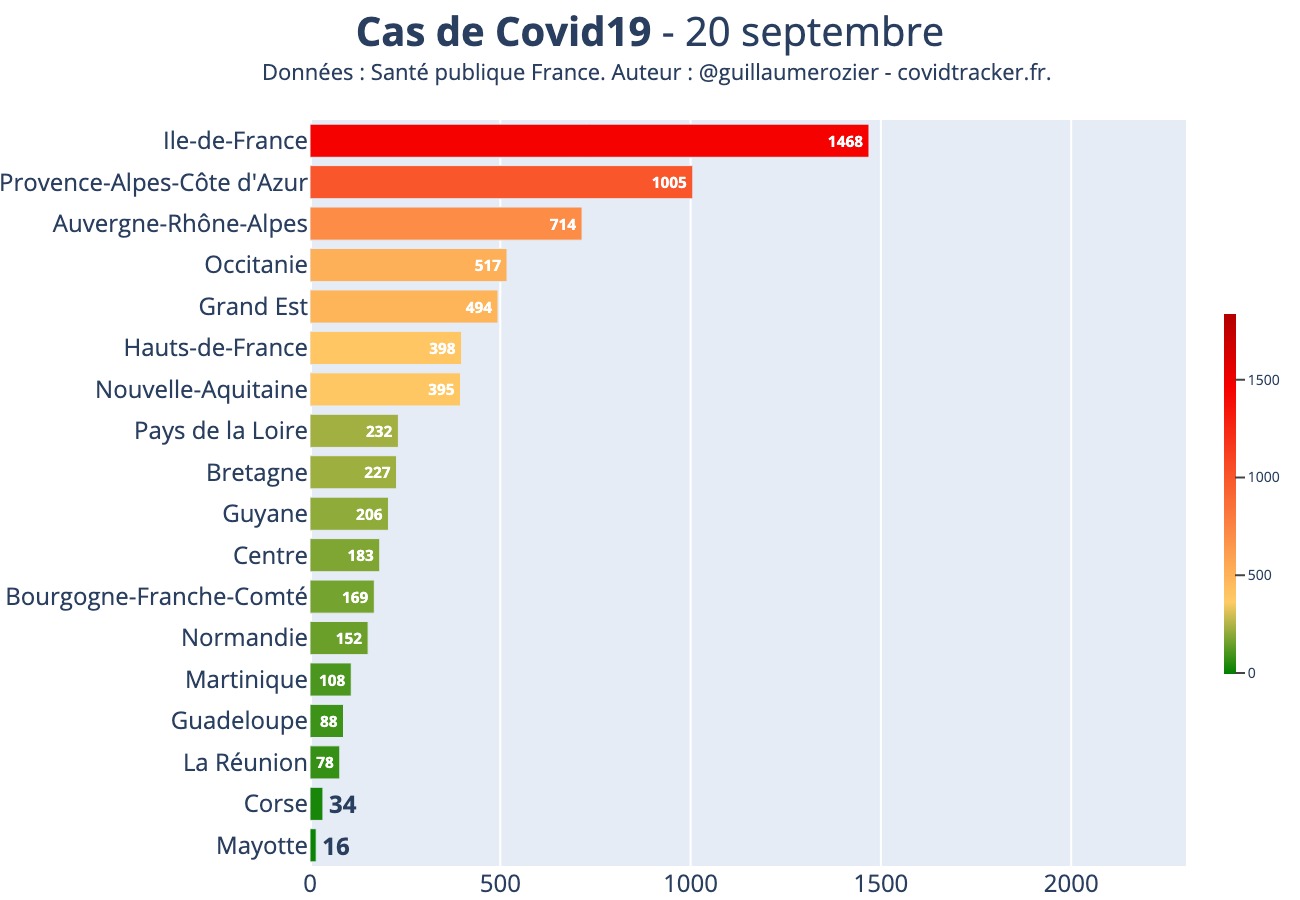 Cas de Covid19 - 20 septembre
Données : Santé publique France. Auteur : @guillaumerozier - covidtracker.fr.
Ile-de-France 1468
Provence-Alpes-Côte d'Azur 1005
Auvergne-Rhône-Alpes 714
Occitanie 517
Grand Est 494
Hauts-de-France 398
Nouvelle-Aquitaine 395
Pays de la Loire 232
Bretagne 227
Guyane 206
Centre 183
Bourgogne-Franche-Comté 169
Normandie 152
Martinique 108
Guadeloupe 88
La Réunion 78
Corse 34
Mayotte 16
0 500 1000 1500 2000
1500
1000
500
0